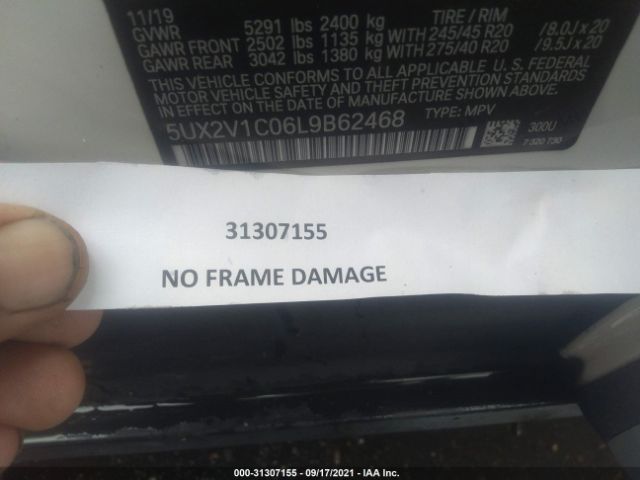 11/19
GVWR 5291 lbs 2400 kg TIRE / RIM
GAWR FRONT 2502 lbs 1135 kg WITH 245/45 R20 /8.0J x 20
GAWR REAR 3042 lbs 1380 kg WITH 275/40 R20 /9.5J x 20
THIS VEHICLE CONFORMS TO ALL APPLICABLE U. S. FEDERAL
MOTOR VEHICLE SAFETY AND THEFT PREVENTION STANDARDS
IN EFFECT ON THE DATE OF MANUFACTURE SHOWN ABOVE.
5UX2V1C06L9B62468 TYPE: MPV
300U
7 320 730
31307155
NO FRAME DAMAGE
000-31307155 - 09/17/2021 - IAA Inc.